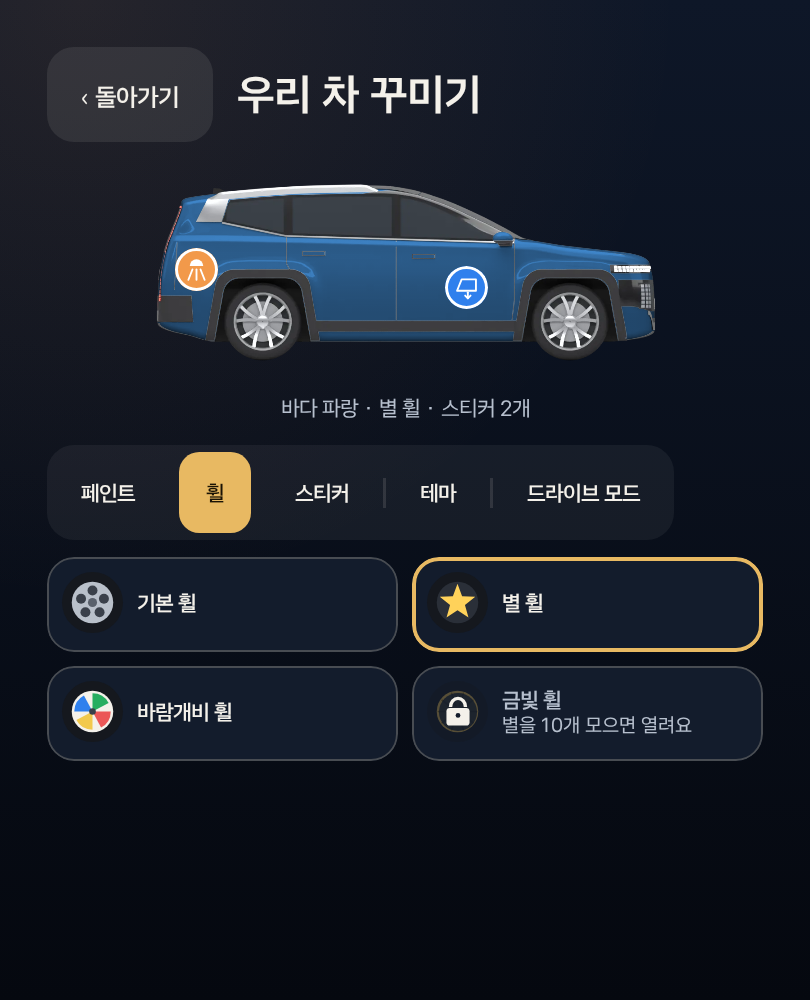 ‹ 돌아가기
우리 차 꾸미기
바다 파랑 · 별 휠 · 스티커 2개
페인트
휠
스티커
테마
드라이브 모드
기본 휠
별 휠
바람개비 휠
금빛 휠
별을 10개 모으면 열려요